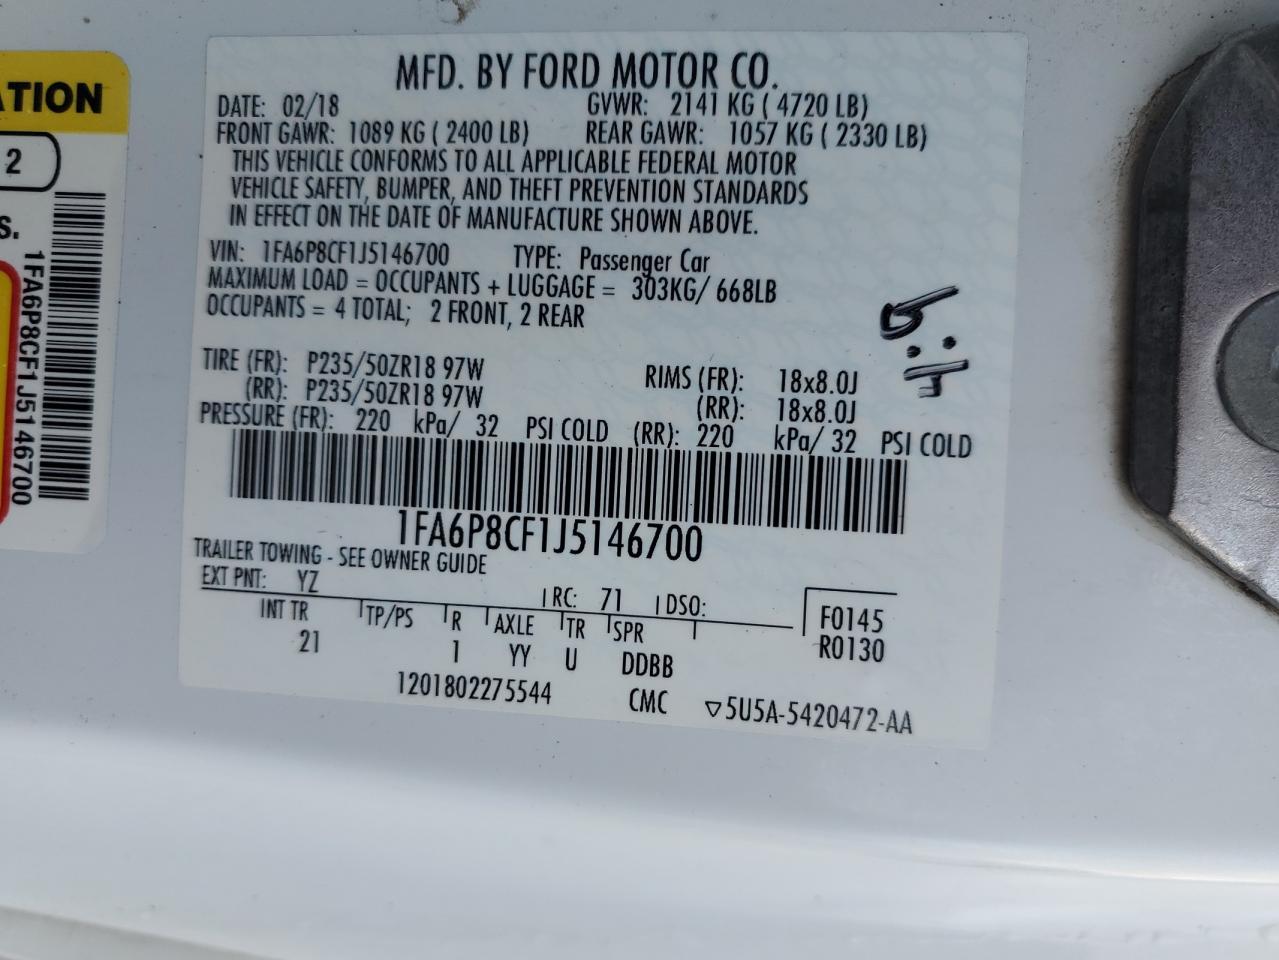 ATION
2
S.
1FA6P8CF1J5146700
MFD. BY FORD MOTOR CO.
DATE: 02/18 GVWR: 2141 KG ( 4720 LB)
FRONT GAWR: 1089 KG ( 2400 LB) REAR GAWR: 1057 KG ( 2330 LB)
THIS VEHICLE CONFORMS TO ALL APPLICABLE FEDERAL MOTOR
VEHICLE SAFETY, BUMPER, AND THEFT PREVENTION STANDARDS
IN EFFECT ON THE DATE OF MANUFACTURE SHOWN ABOVE.
VIN: 1FA6P8CF1J5146700 TYPE: Passenger Car
MAXIMUM LOAD = OCCUPANTS + LUGGAGE = 303KG/ 668LB
OCCUPANTS = 4 TOTAL; 2 FRONT, 2 REAR
TIRE (FR): P235/50ZR18 97W RIMS (FR): 18x8.0J
(RR): P235/50ZR18 97W (RR): 18x8.0J
PRESSURE (FR): 220 kPa/ 32 PSI COLD (RR): 220 kPa/ 32 PSI COLD
1FA6P8CF1J5146700
TRAILER TOWING - SEE OWNER GUIDE
EXT PNT: YZ RC: 71 DSO: F0145
INT TR TP/PS R AXLE TR SPR R0130
21 1 YY U DDBB
1201802275544 CMC ▽5U5A-5420472-AA